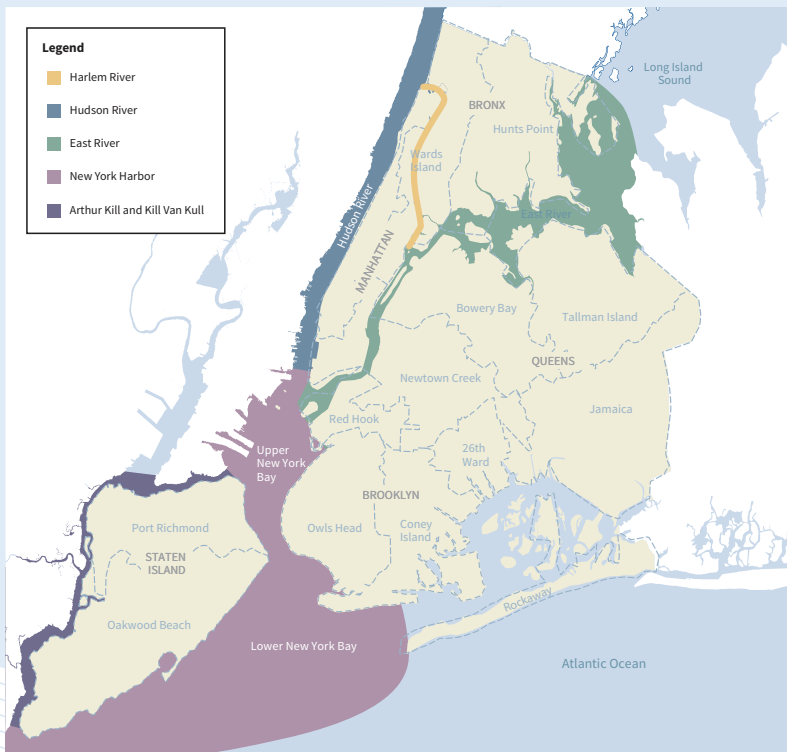 Legend
Harlem River
Hudson River
East River
New York Harbor
Arthur Kill and Kill Van Kull
Long Island
Sound
BRONX
Hunts Point
Wards
Island
Hudson River
East River
MANHATTAN
Bowery Bay
Tallman Island
QUEENS
Newtown Creek
Jamaica
Red Hook
26th
Ward
Upper
New York
Bay
BROOKLYN
Port Richmond
Owls Head
Coney
Island
STATEN
ISLAND
Rockaway
Oakwood Beach
Lower New York Bay
Atlantic Ocean